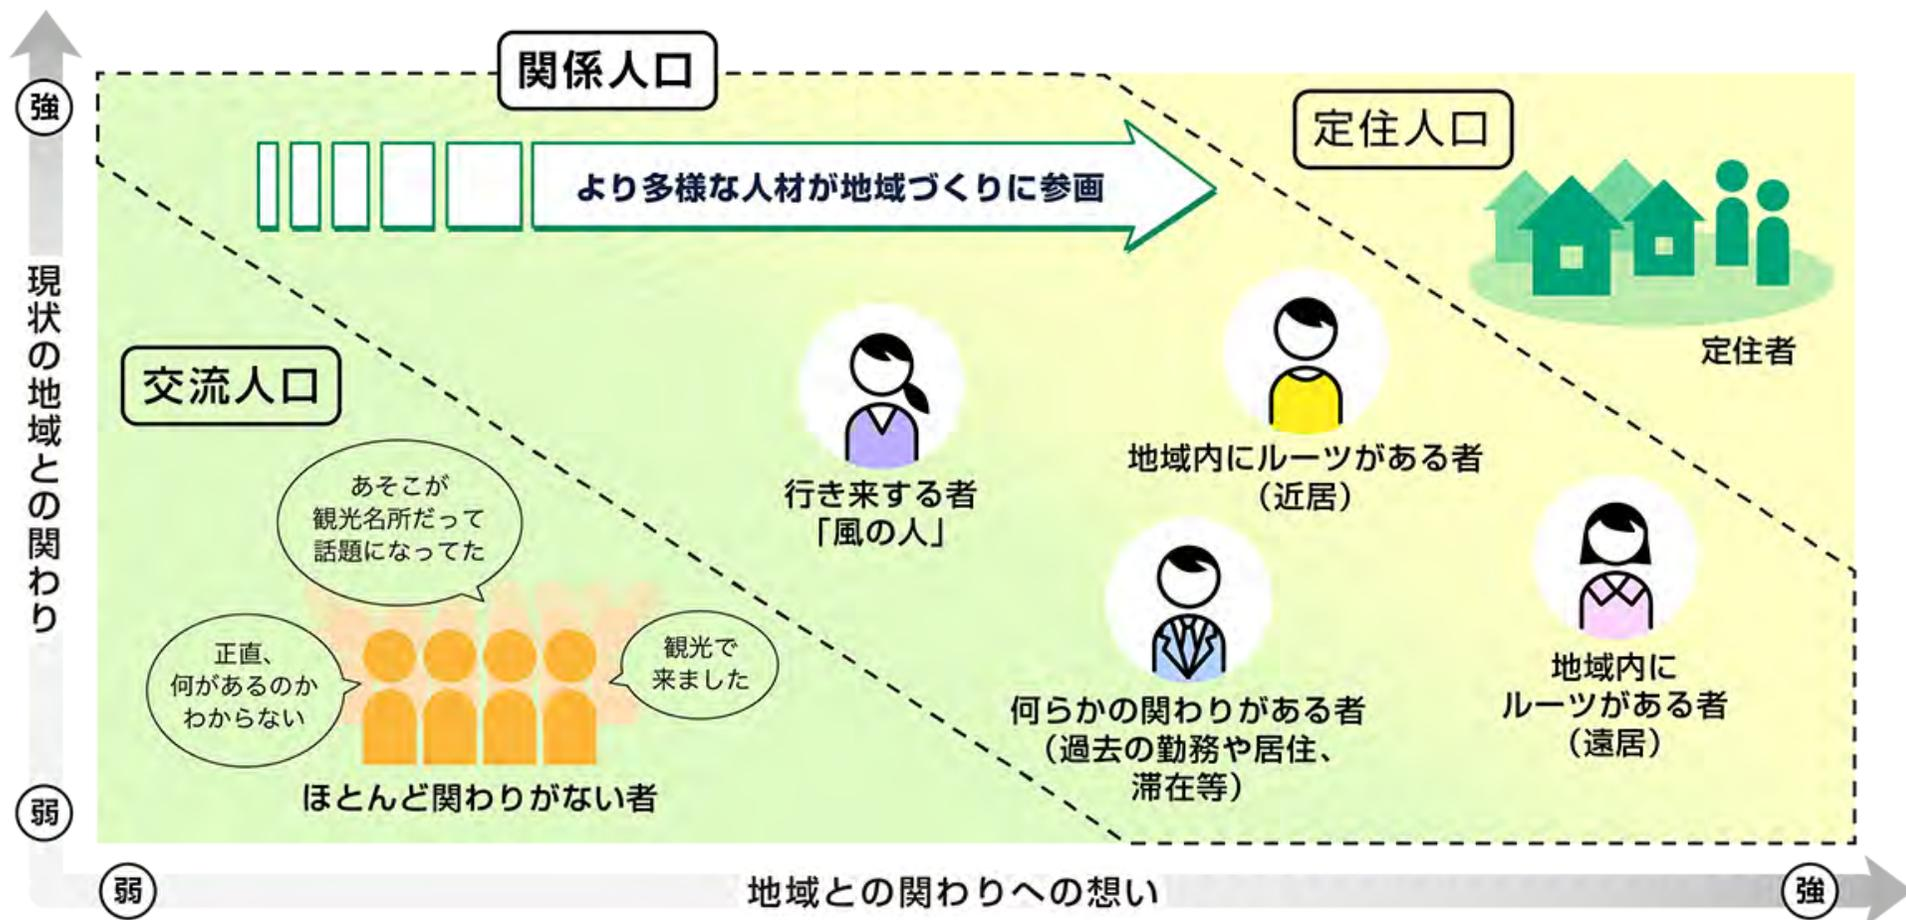 強
関係人口
定住人口
より多様な人材が地域づくりに参画
定住者
現状の地域との関わり
交流人口
あそこが
観光名所だって
話題になってた
行き来する者
「風の人」
地域内にルーツがある者
（近居）
正直、
何があるのか
わからない
観光で
来ました
ほとんど関わりがない者
何らかの関わりがある者
（過去の勤務や居住、
滞在等）
地域内に
ルーツがある者
（遠居）
弱
弱
地域との関わりへの想い
強